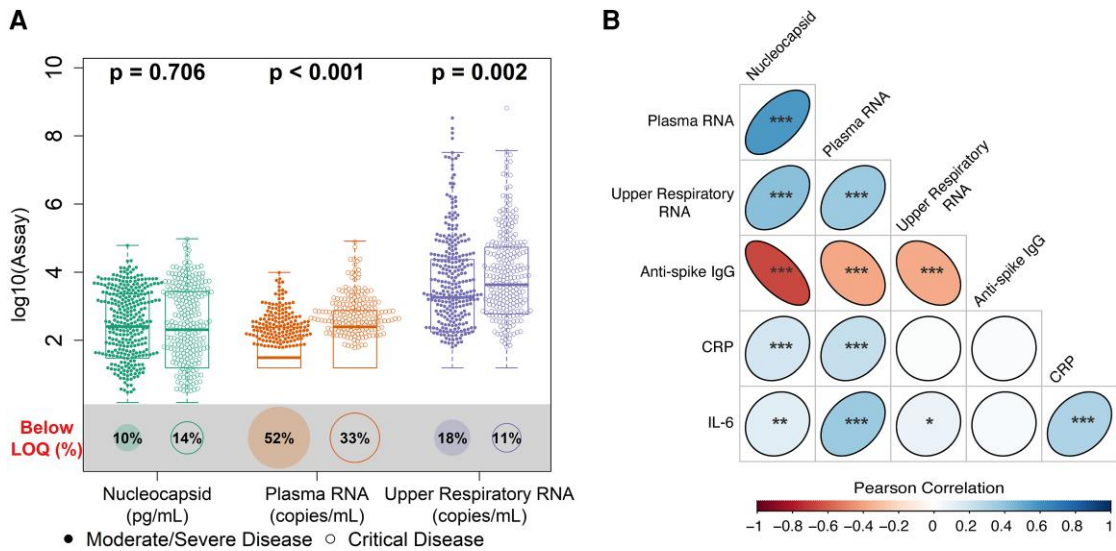 A
p = 0.706
p < 0.001
p = 0.002
log10(Assay)
10
8
6
4
2
Below
LOQ (%)
10%
14%
52%
33%
18%
11%
Nucleocapsid
(pg/mL)
Plasma RNA
(copies/mL)
Upper Respiratory RNA
(copies/mL)
● Moderate/Severe Disease ○ Critical Disease
B
Nucleocapsid
Plasma RNA
Upper Respiratory
RNA
Anti-spike IgG
CRP
Plasma RNA
***
Upper Respiratory
RNA
*** ***
Anti-spike IgG
*** *** ***
CRP
*** ***
IL-6
** *** * ***
Pearson Correlation
−1 −0.8 −0.6 −0.4 −0.2 0 0.2 0.4 0.6 0.8 1